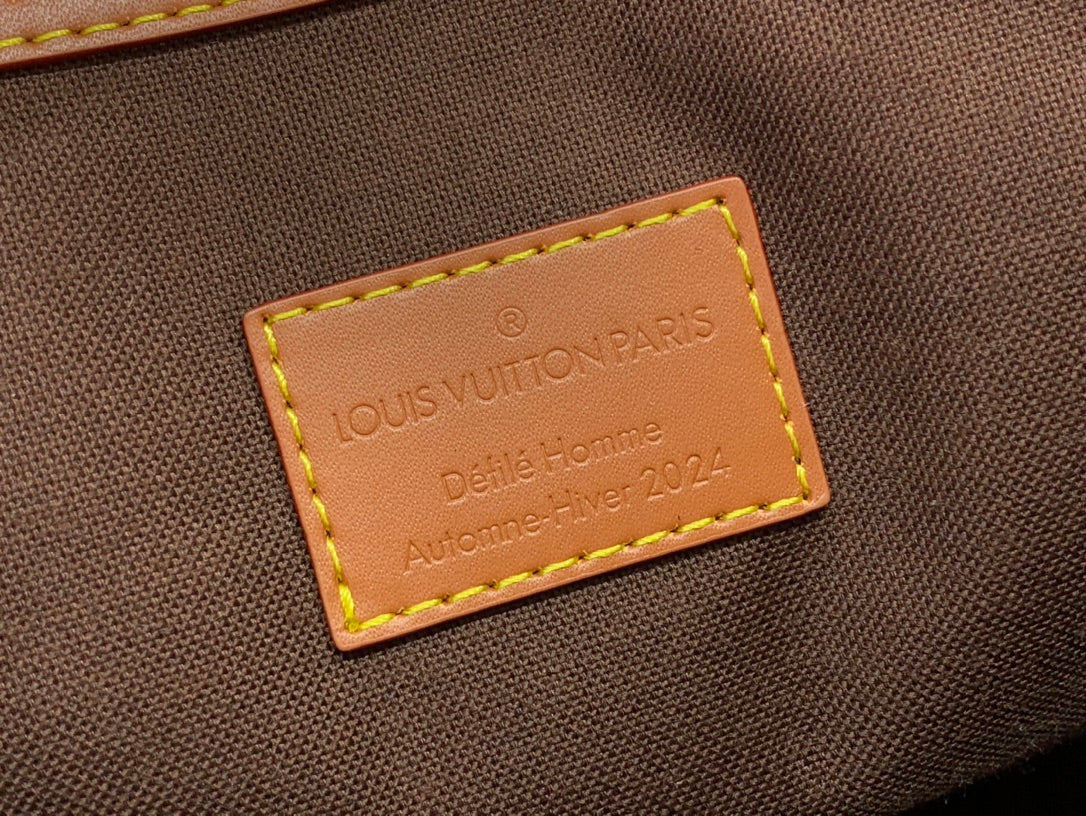 ®
LOUIS VUITTON PARIS
Défilé Homme
Automne-Hiver 2024